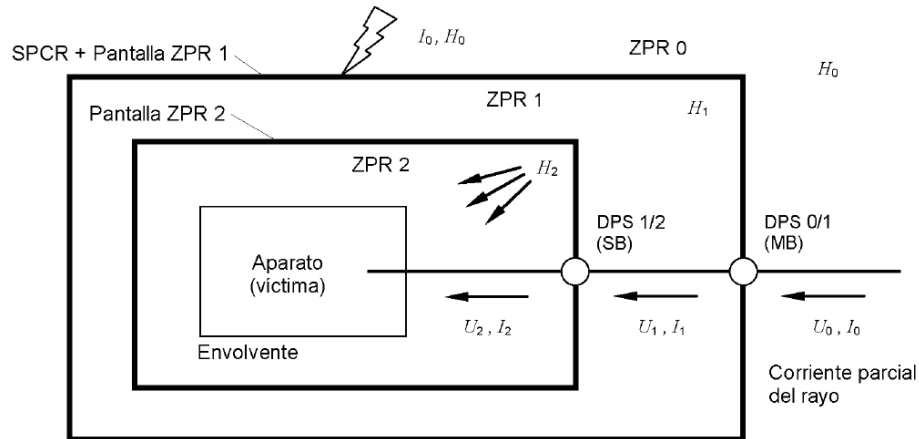 I0, H0
ZPR 0
SPCR + Pantalla ZPR 1
H0
ZPR 1
H1
Pantalla ZPR 2
ZPR 2
H2
DPS 1/2
(SB)
DPS 0/1
(MB)
Aparato
(víctima)
U2 , I2
U1 , I1
U0 , I0
Envolvente
Corriente parcial
del rayo